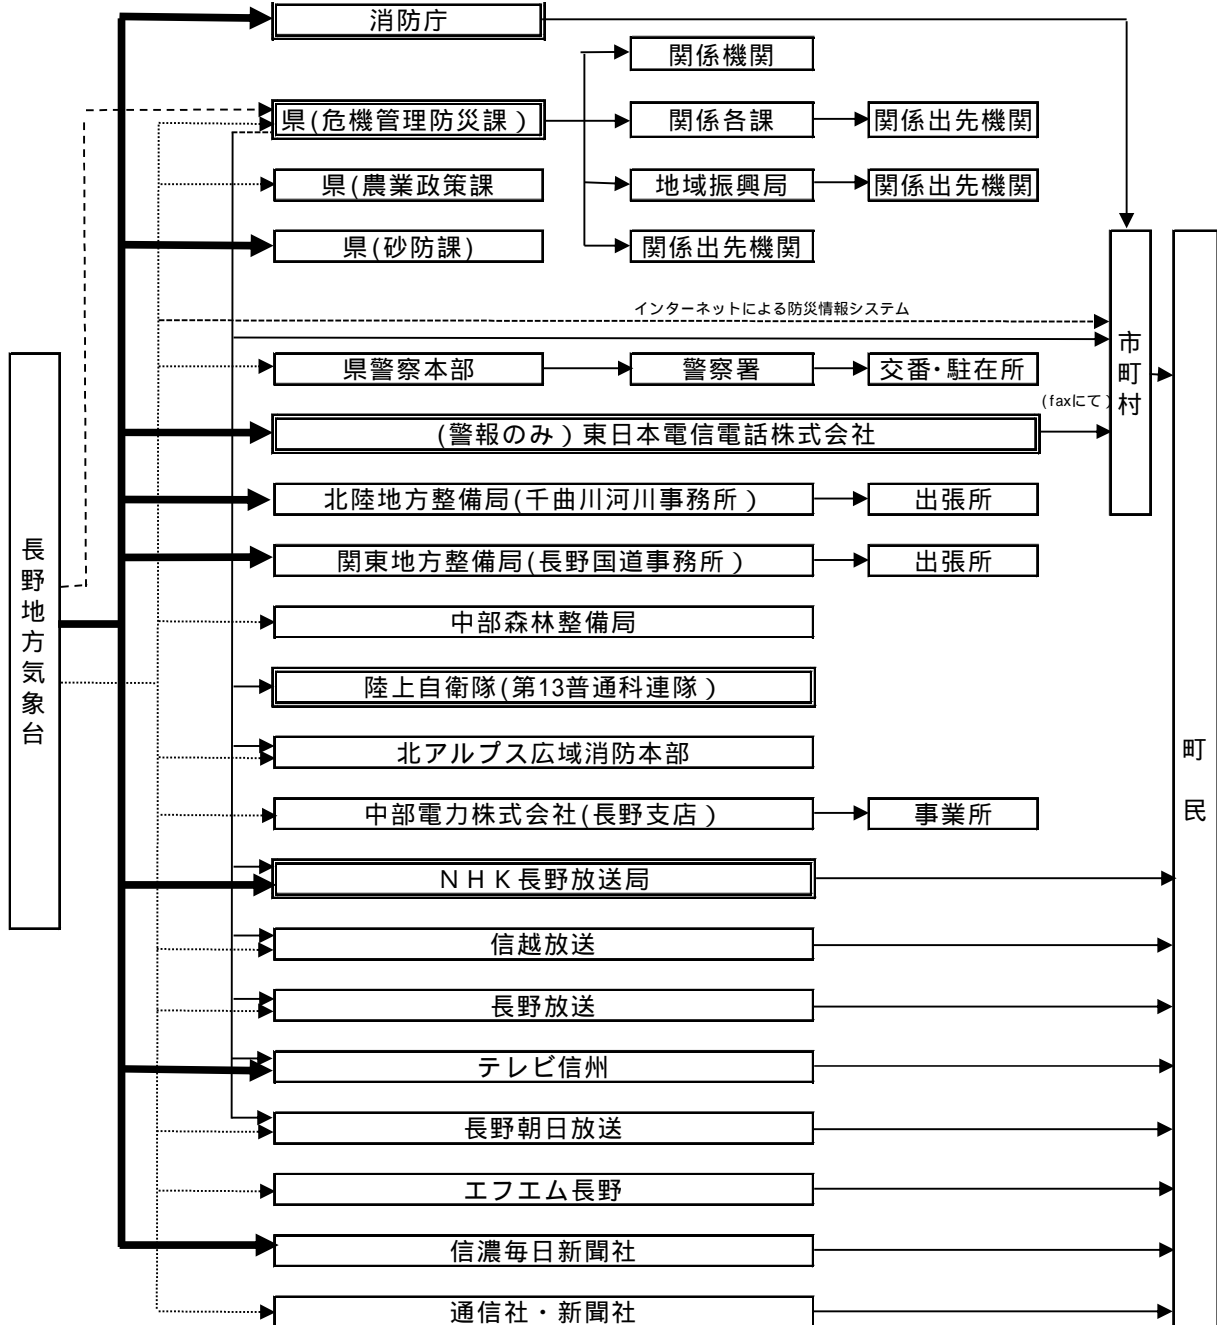 消防庁
関係機関
県(危機管理防災課)
関係各課
関係出先機関
県(農業政策課
地域振興局
関係出先機関
県(砂防課)
関係出先機関
インターネットによる防災情報システム
県警察本部
警察署
交番・駐在所
(faxにて)
市町村
(警報のみ)東日本電信電話株式会社
北陸地方整備局(千曲川河川事務所)
出張所
関東地方整備局(長野国道事務所)
出張所
長野地方気象台
中部森林整備局
陸上自衛隊(第13普通科連隊)
北アルプス広域消防本部
町民
中部電力株式会社(長野支店)
事業所
NHK長野放送局
信越放送
長野放送
テレビ信州
長野朝日放送
エフエム長野
信濃毎日新聞社
通信社・新聞社